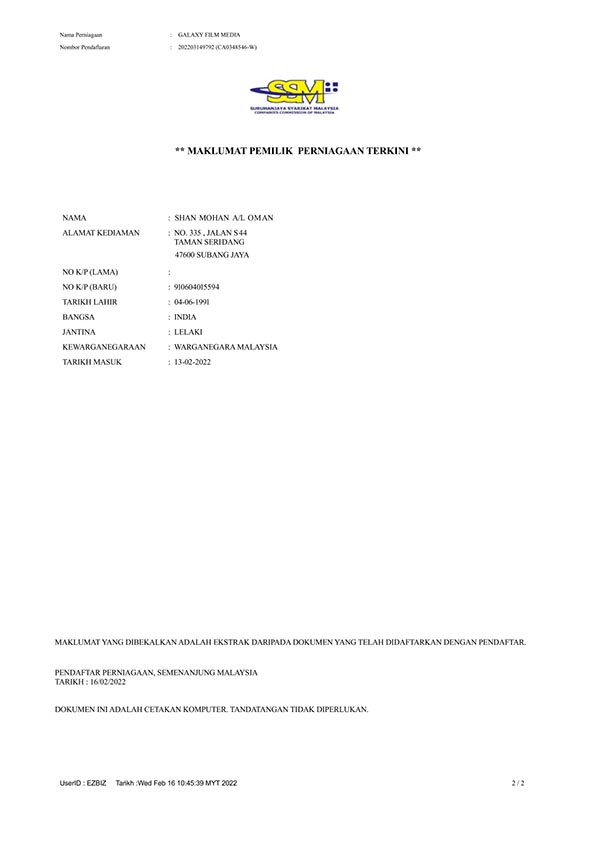 Nama Perniagaan : GALAXY FILM MEDIA
Nombor Pendaftaran : 202203149792 (CA0348546-W)
SSM
SURUHANJAYA SYARIKAT MALAYSIA
COMPANIES COMMISSION OF MALAYSIA
** MAKLUMAT PEMILIK PERNIAGAAN TERKINI **
NAMA : SHAN MOHAN A/L OMAN
ALAMAT KEDIAMAN : NO. 335 , JALAN S44
TAMAN SERIDANG
47600 SUBANG JAYA
NO K/P (LAMA) :
NO K/P (BARU) : 910604015594
TARIKH LAHIR : 04-06-1991
BANGSA : INDIA
JANTINA : LELAKI
KEWARGANEGARAAN : WARGANEGARA MALAYSIA
TARIKH MASUK : 13-02-2022
MAKLUMAT YANG DIBEKALKAN ADALAH EKSTRAK DARIPADA DOKUMEN YANG TELAH DIDAFTARKAN DENGAN PENDAFTAR.
PENDAFTAR PERNIAGAAN, SEMENANJUNG MALAYSIA
TARIKH : 16/02/2022
DOKUMEN INI ADALAH CETAKAN KOMPUTER. TANDATANGAN TIDAK DIPERLUKAN.
UserID : EZBIZ Tarikh :Wed Feb 16 10:45:39 MYT 2022 2 / 2